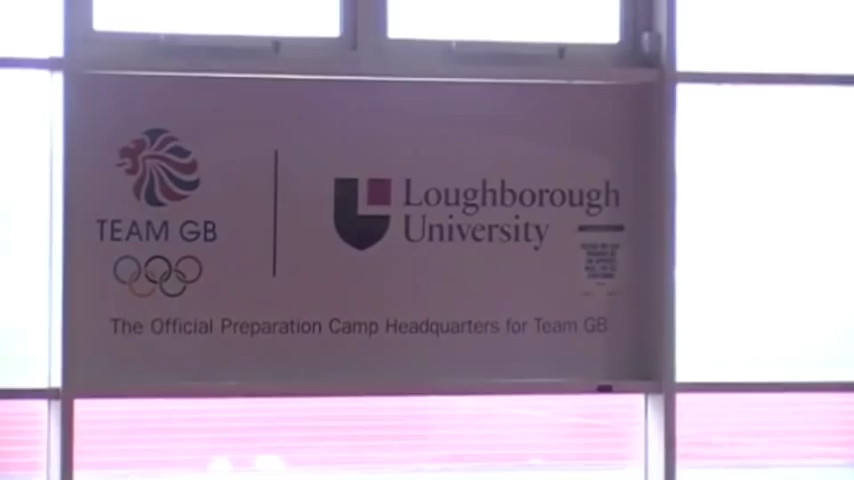 TEAM GB
Loughborough
University
The Official Preparation Camp Headquarters for Team GB